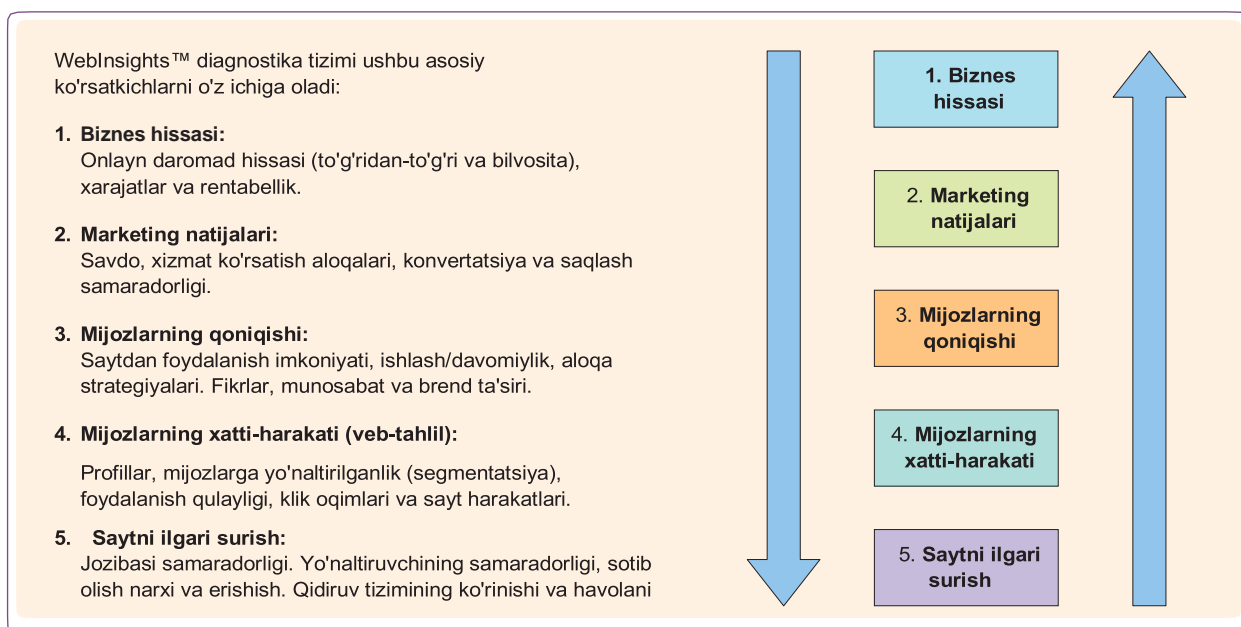 WebInsights™ diagnostika tizimi ushbu asosiy
ko'rsatkichlarni o'z ichiga oladi:
1. Biznes hissasi:
Onlayn daromad hissasi (to'g'ridan-to'g'ri va bilvosita),
xarajatlar va rentabellik.
2. Marketing natijalari:
Savdo, xizmat ko'rsatish aloqalari, konvertatsiya va saqlash
samaradorligi.
3. Mijozlarning qoniqishi:
Saytdan foydalanish imkoniyati, ishlash/davomiylik, aloqa
strategiyalari. Fikrlar, munosabat va brend ta'siri.
4. Mijozlarning xatti-harakati (veb-tahlil):
Profillar, mijozlarga yo'naltirilganlik (segmentatsiya),
foydalanish qulayligi, klik oqimlari va sayt harakatlari.
5. Saytni ilgari surish:
Jozibasi samaradorligi. Yo'naltiruvchining samaradorligi, sotib
olish narxi va erishish. Qidiruv tizimining ko'rinishi va havolani
1. Biznes
hissasi
2. Marketing
natijalari
3. Mijozlarning
qoniqishi
4. Mijozlarning
xatti-harakati
5. Saytni ilgari
surish